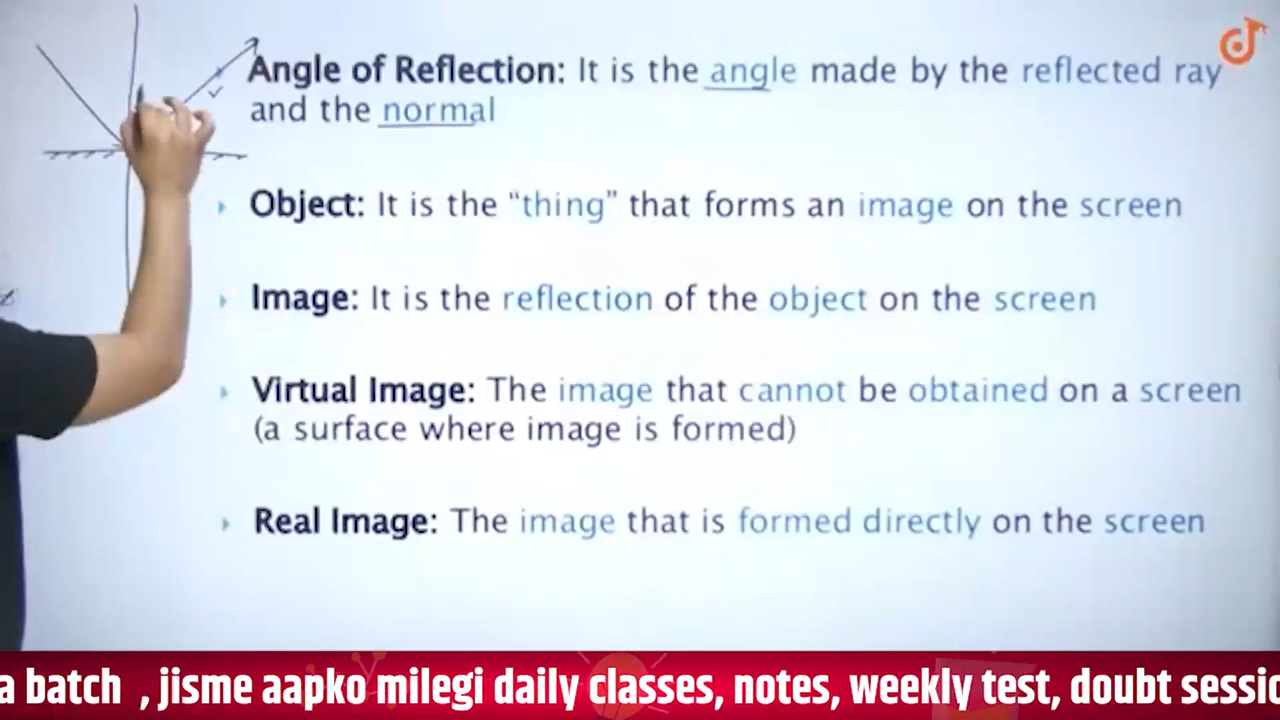 Angle of Reflection: It is the angle made by the reflected ray
and the normal
Object: It is the “thing” that forms an image on the screen
Image: It is the reflection of the object on the screen
Virtual Image: The image that cannot be obtained on a screen
(a surface where image is formed)
Real Image: The image that is formed directly on the screen
a batch , jisme aapko milegi daily classes, notes, weekly test, doubt sessio